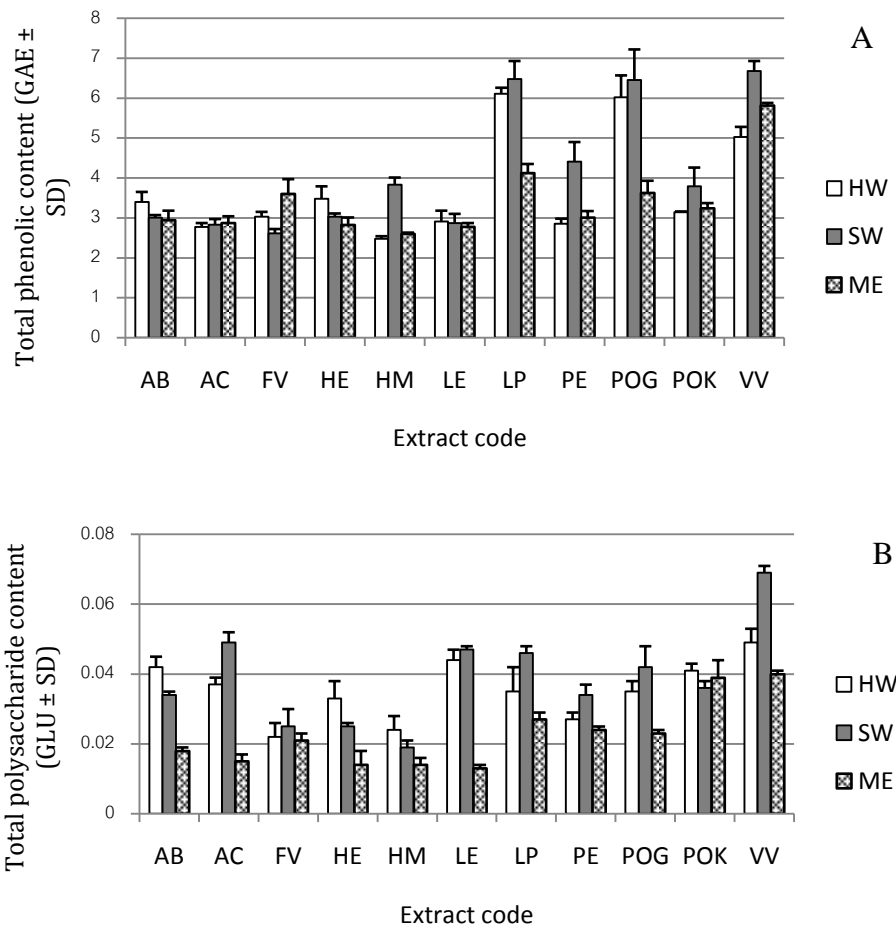 8
7
6
5
4
3
2
1
0
Total phenolic content (GAE ±
SD)
AB AC FV HE HM LE LP PE POG POK VV
Extract code
A
HW
SW
ME
0.08
0.06
0.04
0.02
0
Total polysaccharide content
(GLU ± SD)
AB AC FV HE HM LE LP PE POG POK VV
Extract code
B
HW
SW
ME